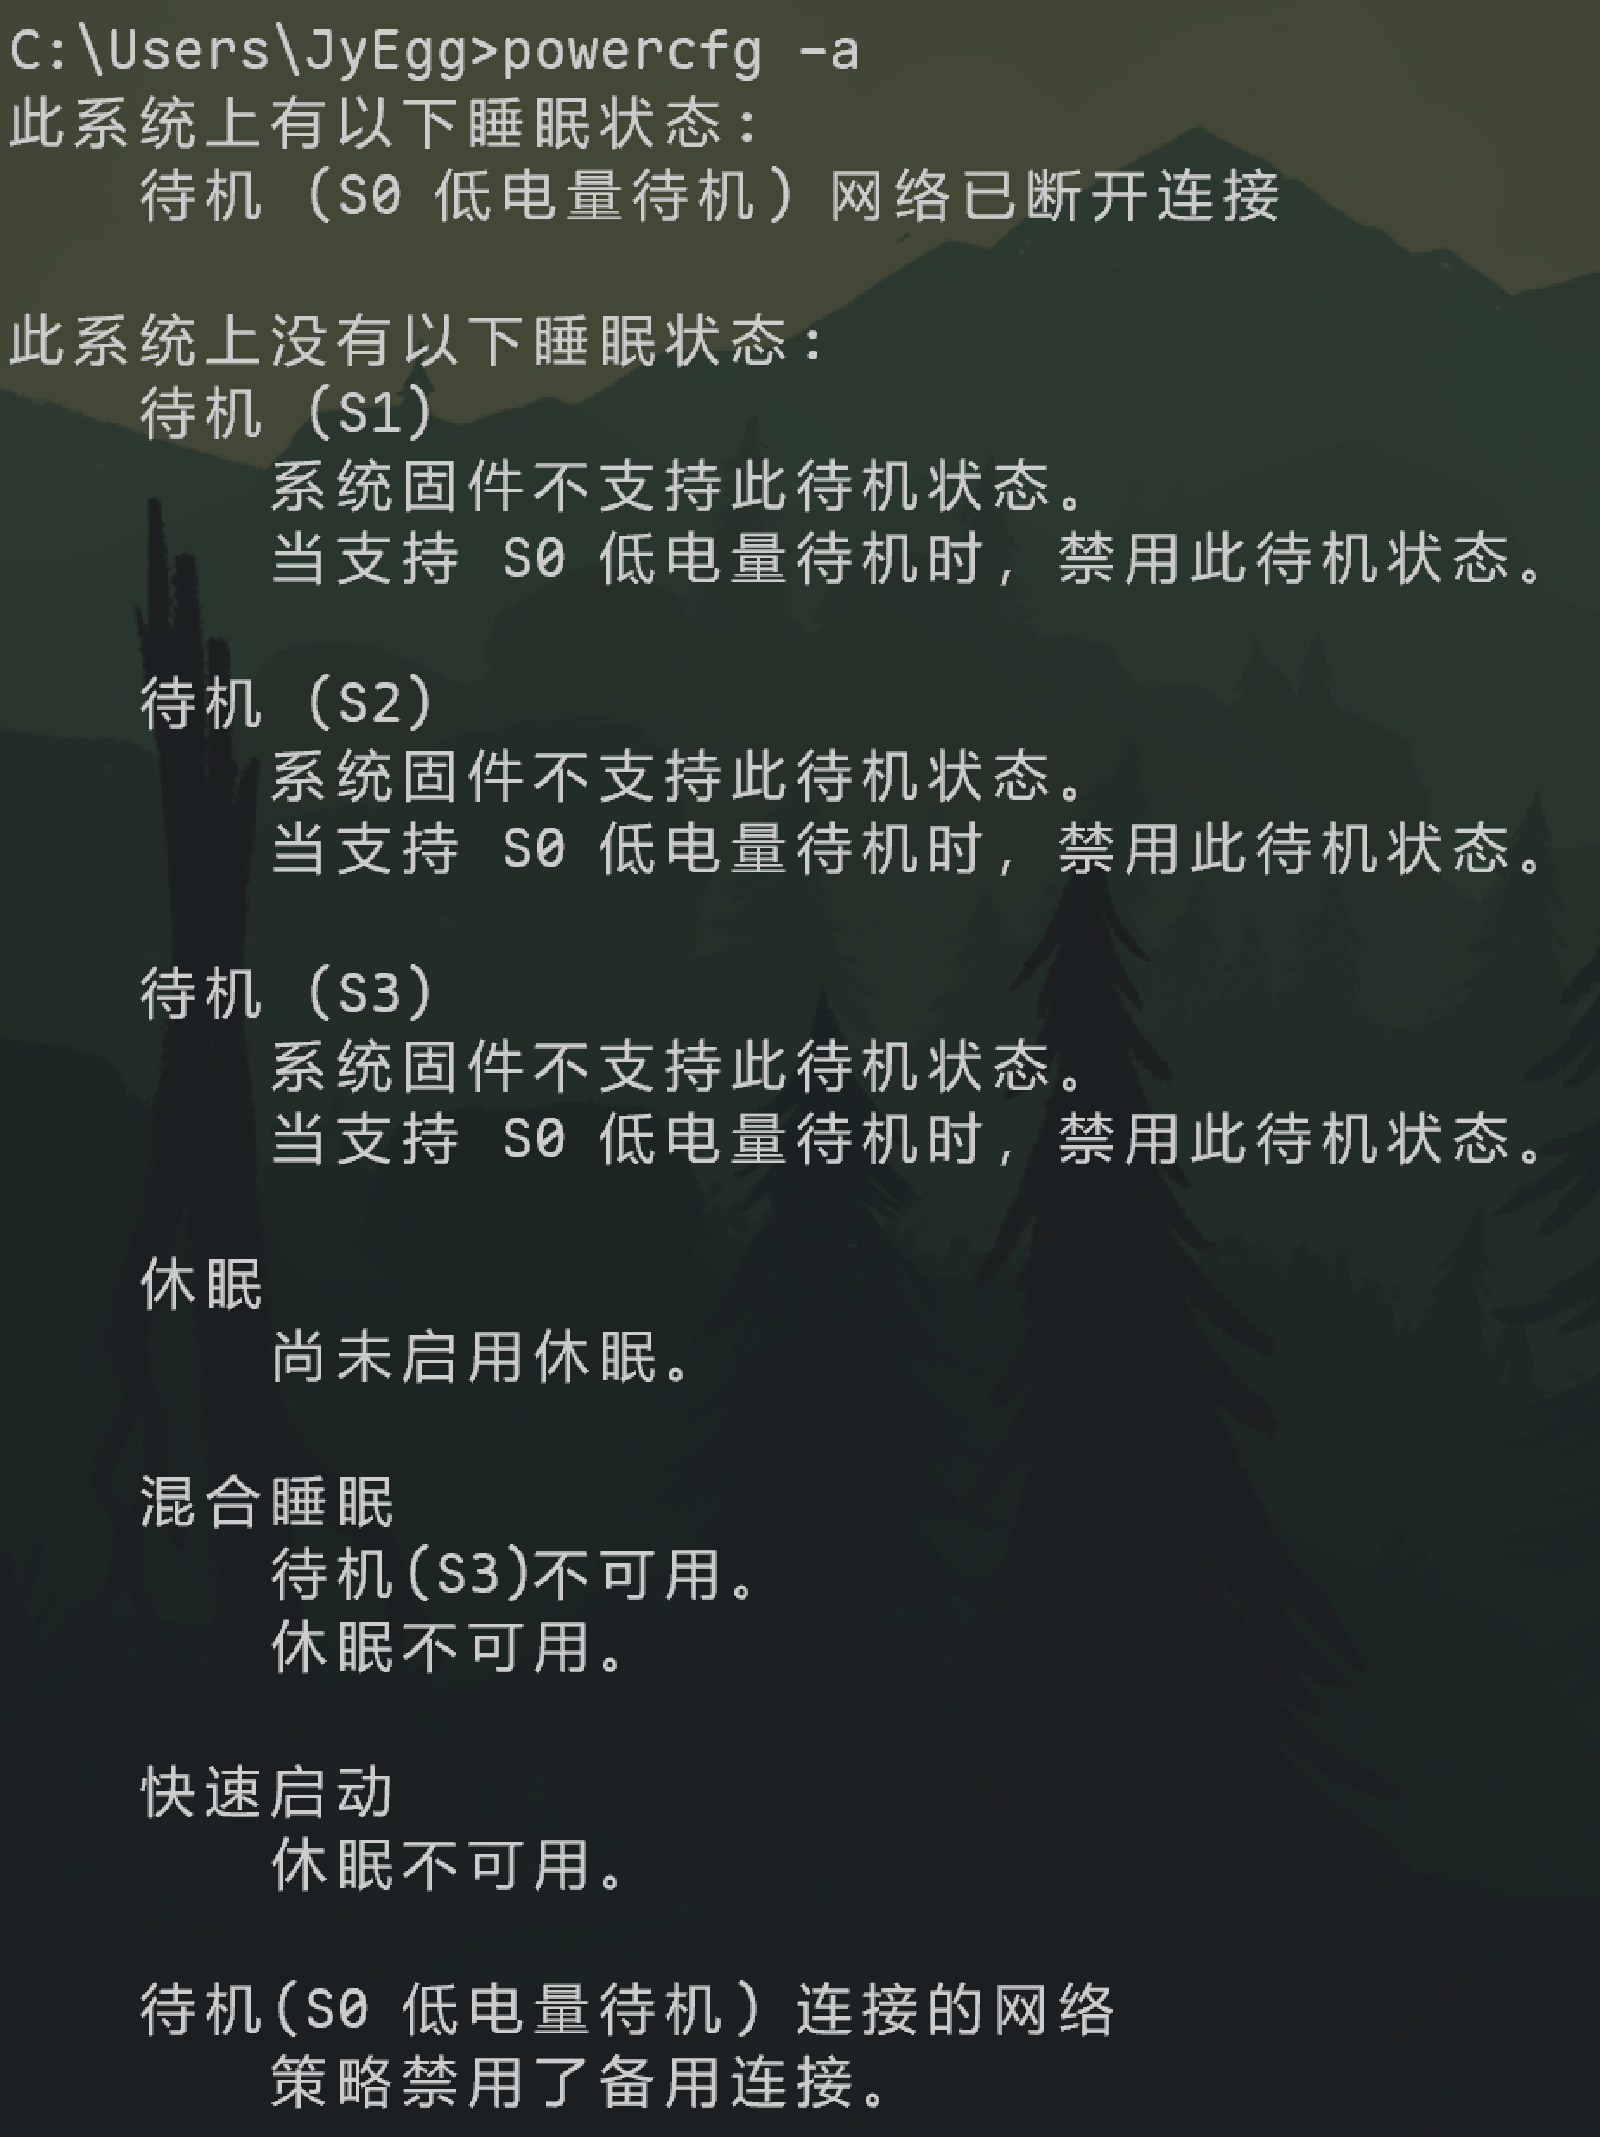 C:\Users\JyEgg>powercfg -a
此系统上有以下睡眠状态:
待机 (S0 低电量待机) 网络已断开连接
此系统上没有以下睡眠状态:
待机 (S1)
系统固件不支持此待机状态。
当支持 S0 低电量待机时, 禁用此待机状态。
待机 (S2)
系统固件不支持此待机状态。
当支持 S0 低电量待机时, 禁用此待机状态。
待机 (S3)
系统固件不支持此待机状态。
当支持 S0 低电量待机时, 禁用此待机状态。
休眠
尚未启用休眠。
混合睡眠
待机(S3)不可用。
休眠不可用。
快速启动
休眠不可用。
待机(S0 低电量待机) 连接的网络
策略禁用了备用连接。